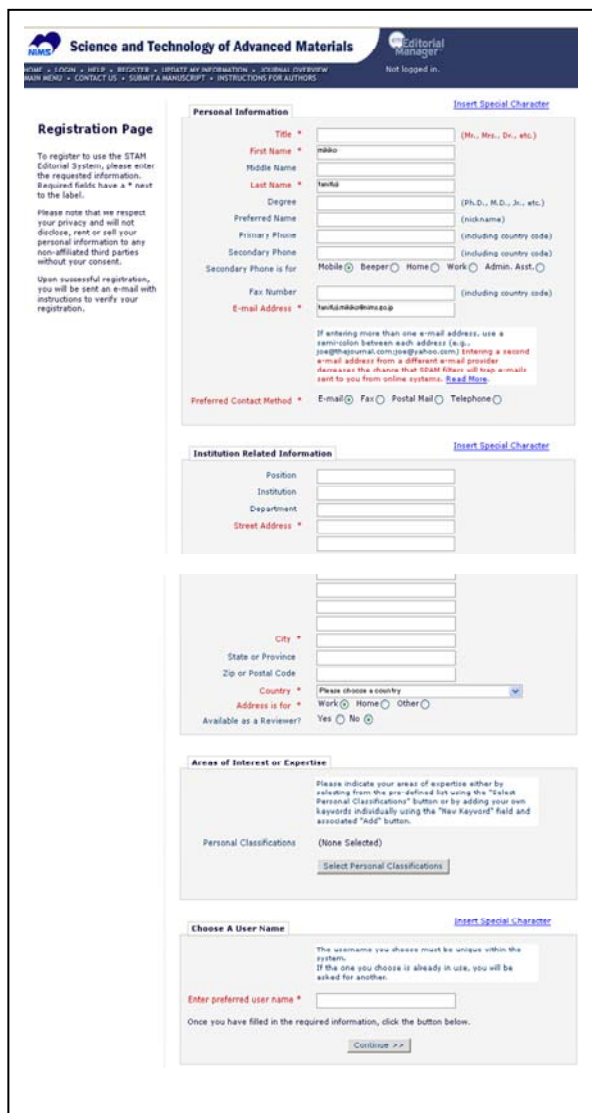 NIMS
Science and Technology of Advanced Materials
Editorial Manager
HOME • LOGIN • HELP • REGISTER • UPDATE MY INFORMATION • JOURNAL OVERVIEW
MAIN MENU • CONTACT US • SUBMIT A MANUSCRIPT • INSTRUCTIONS FOR AUTHORS
Not logged in.
Registration Page
To register to use the STAM
Editorial System, please enter
the requested information.
Required fields have a * next
to the label.
Please note that we respect
your privacy and will not
disclose, rent or sell your
personal information to any
non-affiliated third parties
without your consent.
Upon successful registration,
you will be sent an e-mail with
instructions to verify your
registration.
Insert Special Character
Personal Information
Title * (Mr., Mrs., Dr., etc.)
First Name * mikiko
Middle Name
Last Name * tanifuji
Degree (Ph.D., M.D., Jr., etc.)
Preferred Name (nickname)
Primary Phone (including country code)
Secondary Phone (including country code)
Secondary Phone is for Mobile Beeper Home Work Admin. Asst.
Fax Number (including country code)
E-mail Address * tanifuji.mikiko@nims.go.jp
If entering more than one e-mail address, use a
semi-colon between each address (e.g.,
joe@thejournal.com;joe@yahoo.com) Entering a second
e-mail address from a different e-mail provider
decreases the chance that SPAM filters will trap e-mails
sent to you from online systems. Read More.
Preferred Contact Method * E-mail Fax Postal Mail Telephone
Insert Special Character
Institution Related Information
Position
Institution
Department
Street Address *
City *
State or Province
Zip or Postal Code
Country * Please choose a country
Address is for * Work Home Other
Available as a Reviewer? Yes No
Areas of Interest or Expertise
Please indicate your areas of expertise either by
selecting from the pre-defined list using the "Select
Personal Classifications" button or by adding your own
keywords individually using the "New Keyword" field and
associated "Add" button.
Personal Classifications (None Selected)
Select Personal Classifications
Insert Special Character
Choose A User Name
The username you choose must be unique within the
system.
If the one you choose is already in use, you will be
asked for another.
Enter preferred user name *
Once you have filled in the required information, click the button below.
Continue >>